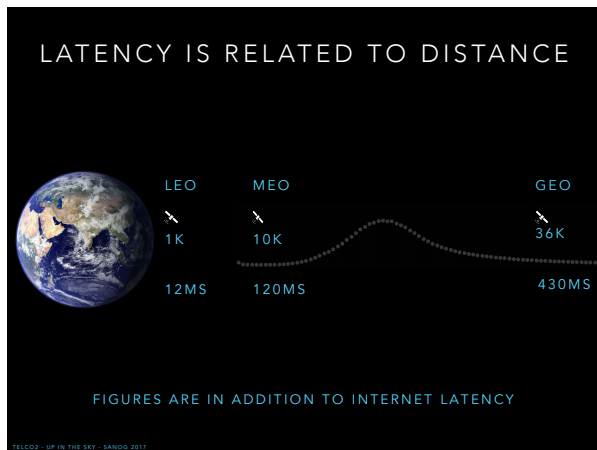 LATENCY IS RELATED TO DISTANCE
LEO MEO GEO
1K 10K 36K
12MS 120MS 430MS
FIGURES ARE IN ADDITION TO INTERNET LATENCY
TELCO2 - UP IN THE SKY - SANOG 2017